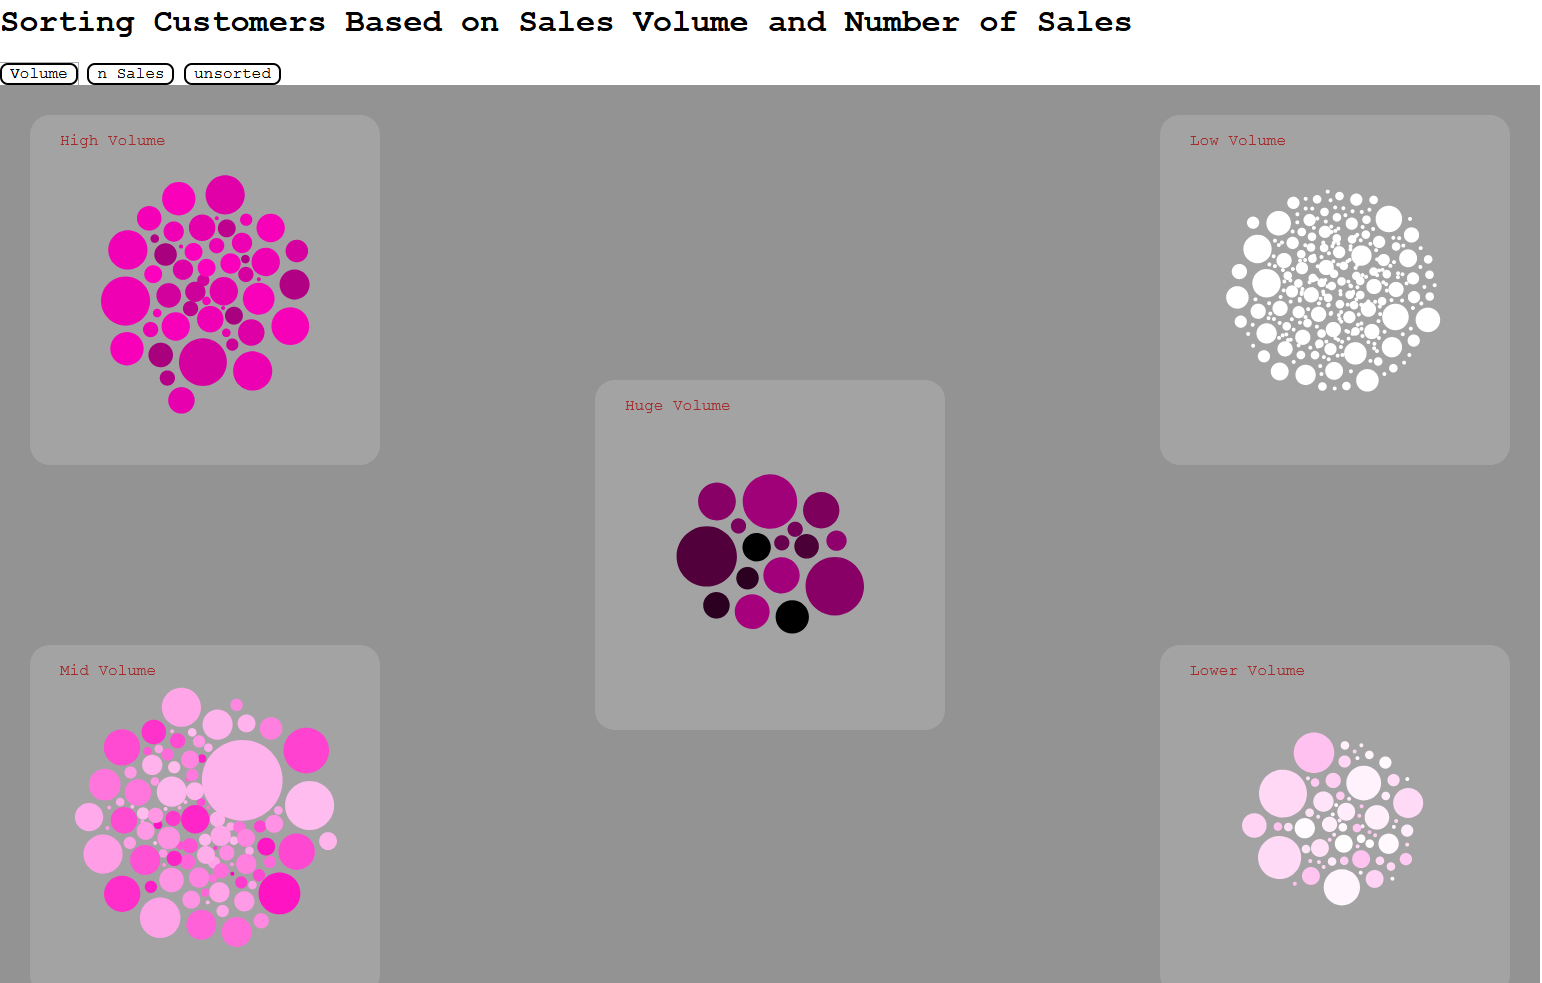 Sorting Customers Based on Sales Volume and Number of Sales
Volume n Sales unsorted
High Volume
Low Volume
Huge Volume
Mid Volume
Lower Volume